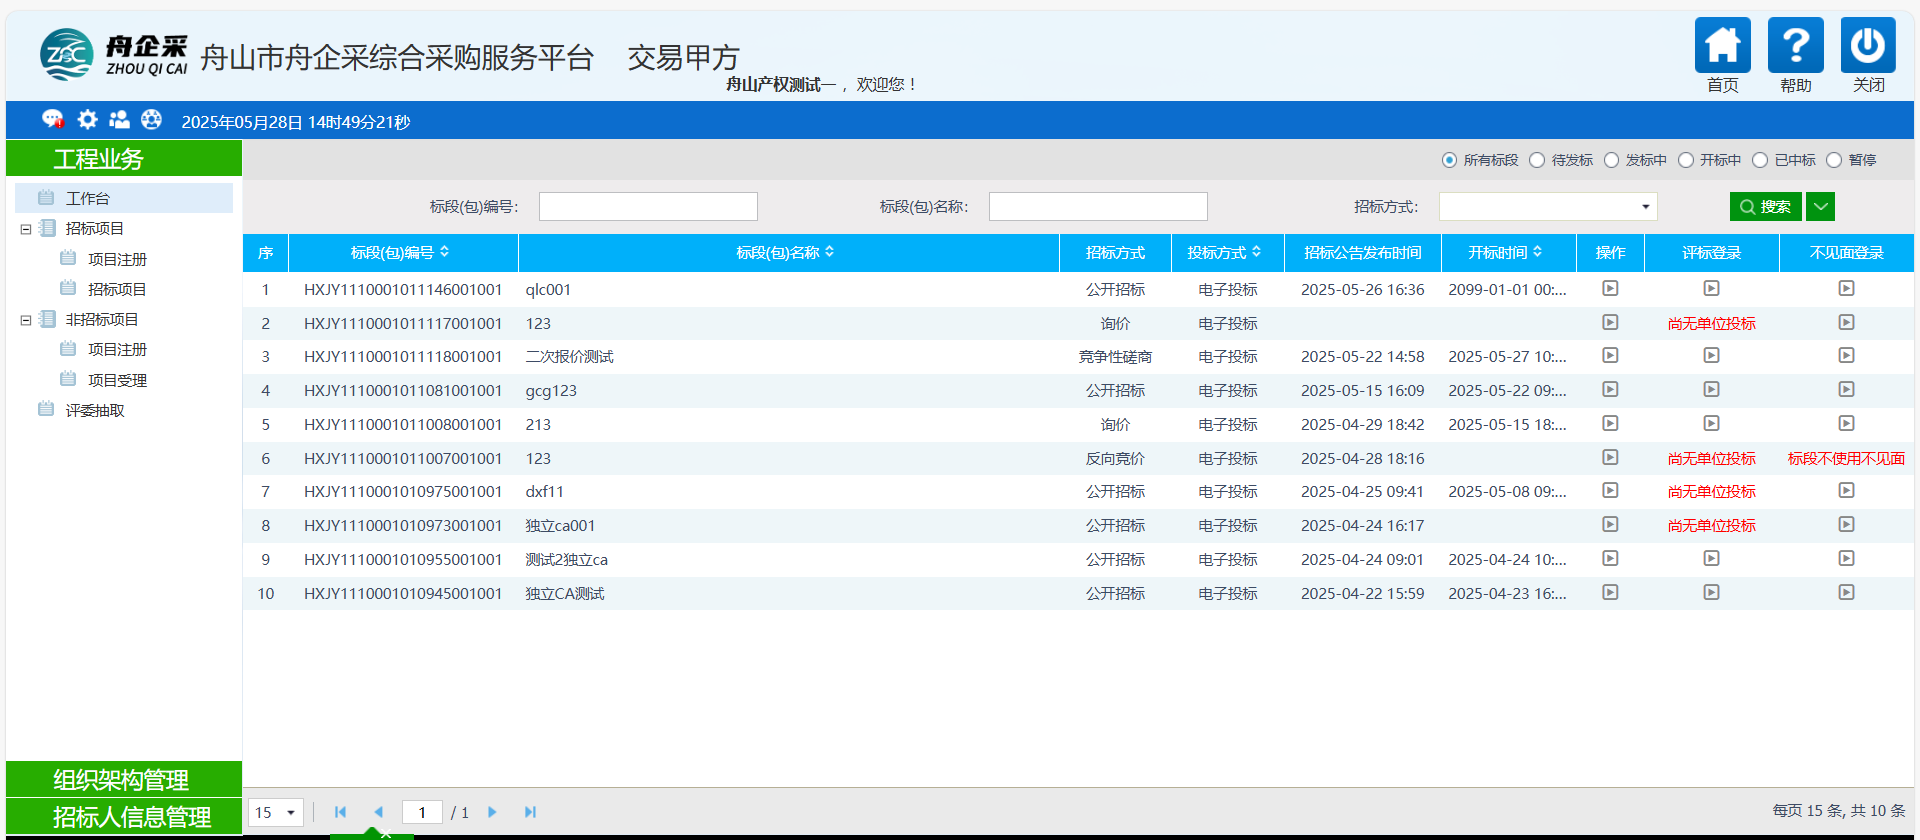 舟企采
ZHOU QI CAI
舟山市舟企采综合采购服务平台 交易甲方
舟山产权测试一 ，欢迎您！
首页 帮助 关闭
2025年05月28日 14时49分21秒
工程业务
工作台
招标项目
项目注册
招标项目
非招标项目
项目注册
项目受理
评委抽取
组织架构管理
招标人信息管理
所有标段 待发标 发标中 开标中 已中标 暂停
标段(包)编号： 标段(包)名称： 招标方式： 搜索
序 标段(包)编号 标段(包)名称 招标方式 投标方式 招标公告发布时间 开标时间 操作 评标登录 不见面登录
1 HXJY1110001011146001001 qlc001 公开招标 电子投标 2025-05-26 16:36 2099-01-01 00:...
2 HXJY1110001011117001001 123 询价 电子投标 尚无单位投标
3 HXJY1110001011118001001 二次报价测试 竞争性磋商 电子投标 2025-05-22 14:58 2025-05-27 10:...
4 HXJY1110001011081001001 gcg123 公开招标 电子投标 2025-05-15 16:09 2025-05-22 09:...
5 HXJY1110001011008001001 213 询价 电子投标 2025-04-29 18:42 2025-05-15 18:...
6 HXJY1110001011007001001 123 反向竞价 电子投标 2025-04-28 18:16 尚无单位投标 标段不使用不见面
7 HXJY1110001010975001001 dxf11 公开招标 电子投标 2025-04-25 09:41 2025-05-08 09:... 尚无单位投标
8 HXJY1110001010973001001 独立ca001 公开招标 电子投标 2025-04-24 16:17 尚无单位投标
9 HXJY1110001010955001001 测试2独立ca 公开招标 电子投标 2025-04-24 09:01 2025-04-24 10:...
10 HXJY1110001010945001001 独立CA测试 公开招标 电子投标 2025-04-22 15:59 2025-04-23 16:...
15 1 / 1 每页 15 条, 共 10 条